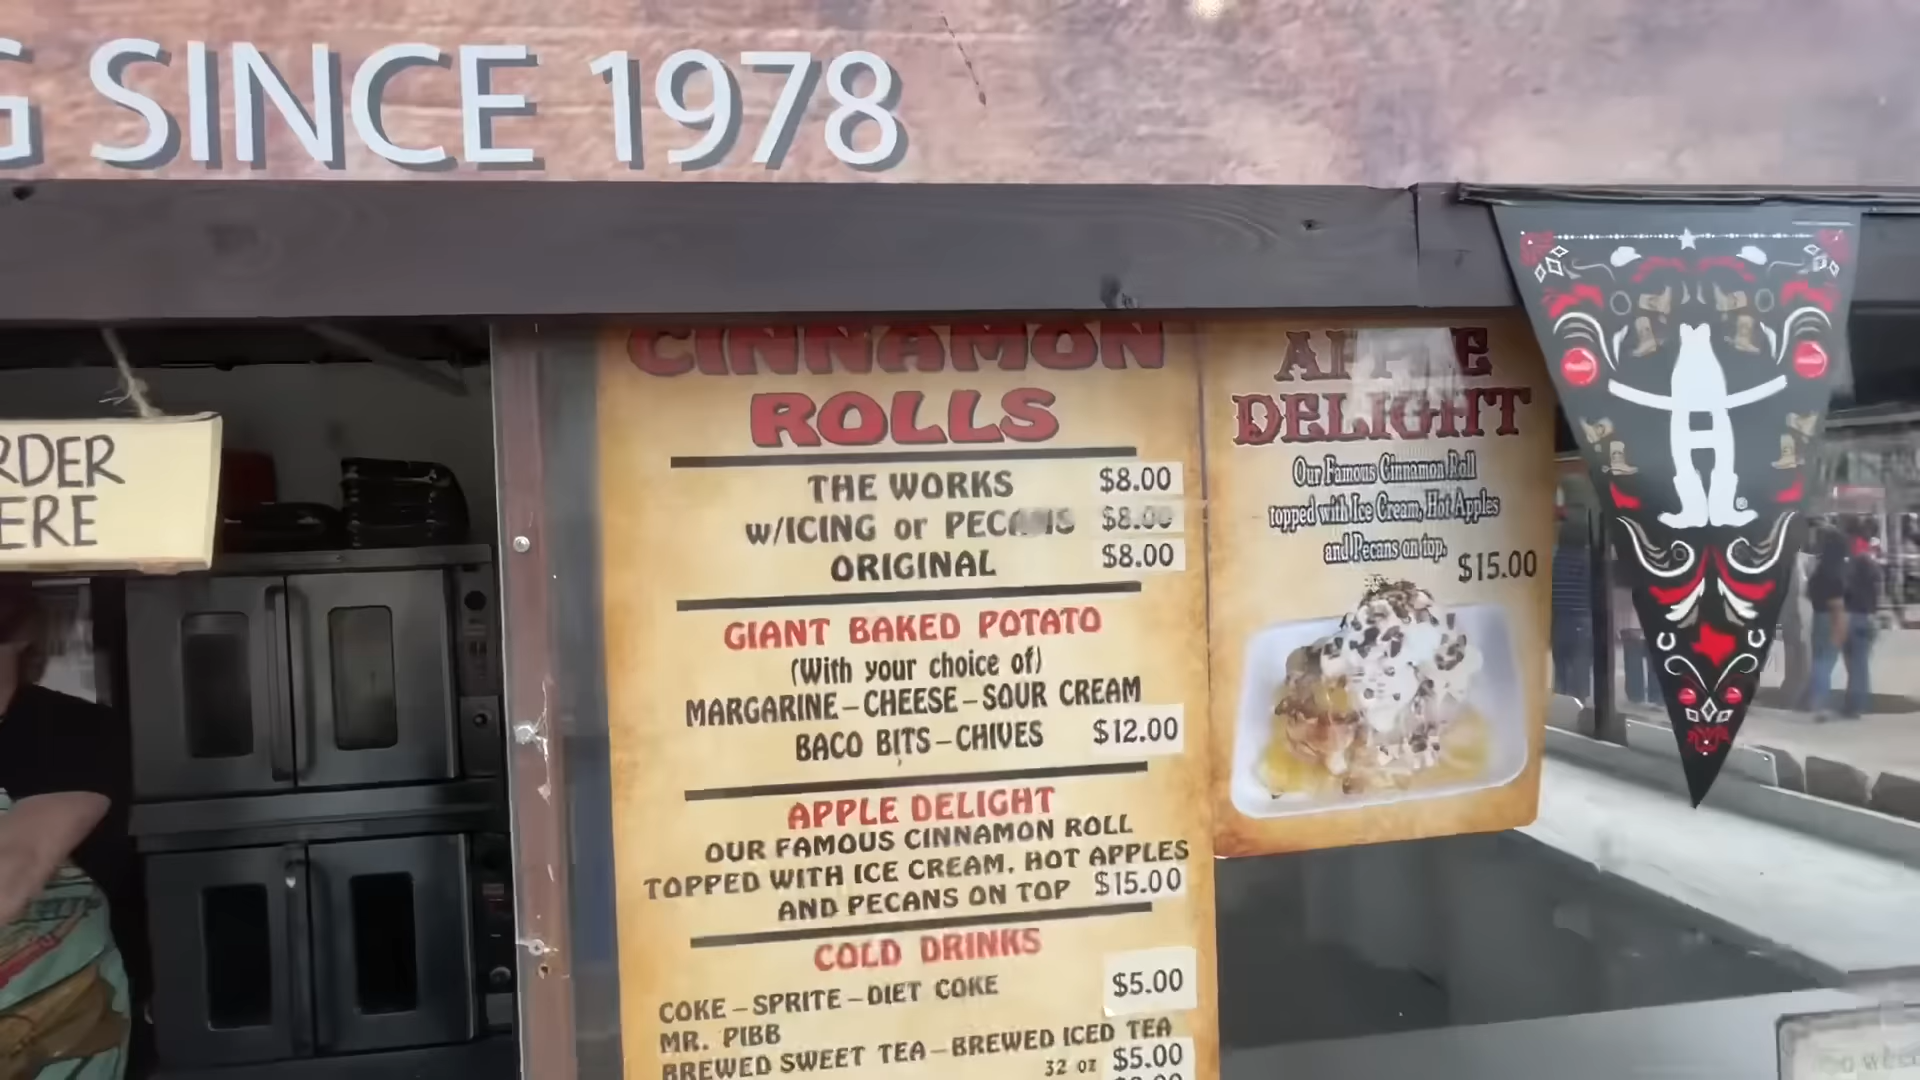 G SINCE 1978
RDER
ERE
CINNAMON
ROLLS
THE WORKS $8.00
w/ICING or PECANS $8.00
ORIGINAL $8.00
GIANT BAKED POTATO
(With your choice of)
MARGARINE – CHEESE – SOUR CREAM
BACO BITS – CHIVES $12.00
APPLE DELIGHT
OUR FAMOUS CINNAMON ROLL
TOPPED WITH ICE CREAM, HOT APPLES
AND PECANS ON TOP $15.00
COLD DRINKS
COKE – SPRITE – DIET COKE $5.00
MR. PIBB
BREWED SWEET TEA – BREWED ICED TEA
32 oz $5.00
APPLE
DELIGHT
Our Famous Cinnamon Roll
topped with Ice Cream, Hot Apples
and Pecans on top.
$15.00